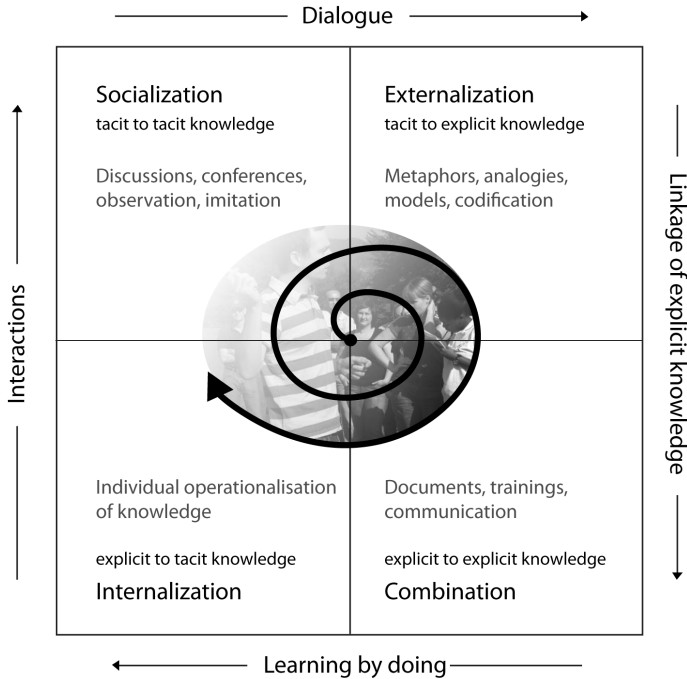 Dialogue
Socialization
tacit to tacit knowledge
Discussions, conferences,
observation, imitation
Externalization
tacit to explicit knowledge
Metaphors, analogies,
models, codification
Interactions
Linkage of explicit knowledge
Individual operationalisation
of knowledge
explicit to tacit knowledge
Internalization
Documents, trainings,
communication
explicit to explicit knowledge
Combination
Learning by doing